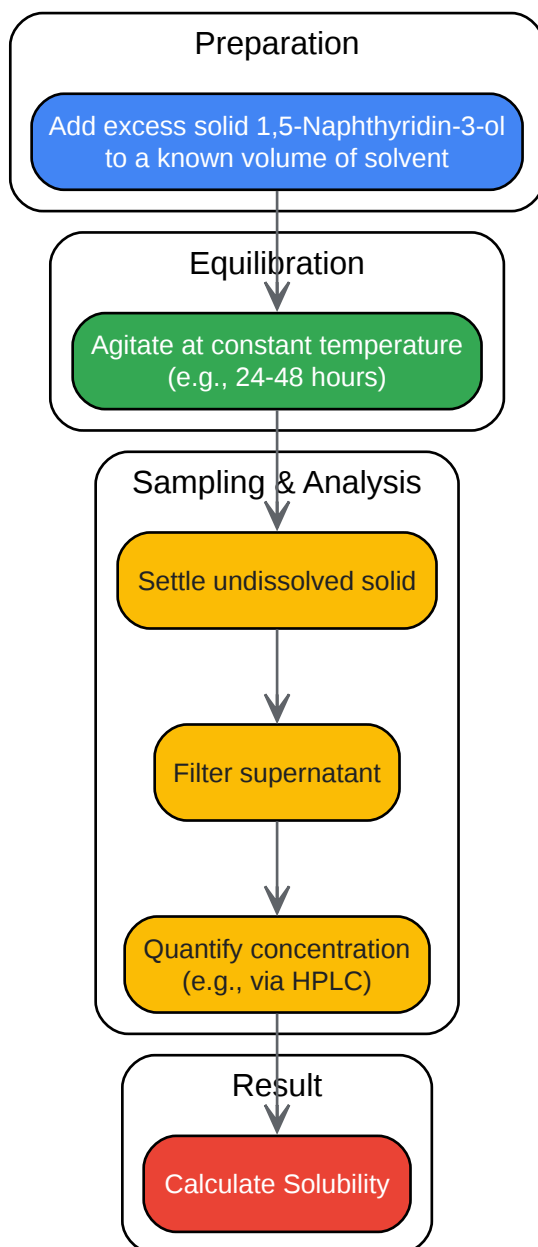 Preparation
Add excess solid 1,5-Naphthyridin-3-ol
to a known volume of solvent
Equilibration
Agitate at constant temperature
(e.g., 24-48 hours)
Sampling & Analysis
Settle undissolved solid
Filter supernatant
Quantify concentration
(e.g., via HPLC)
Result
Calculate Solubility